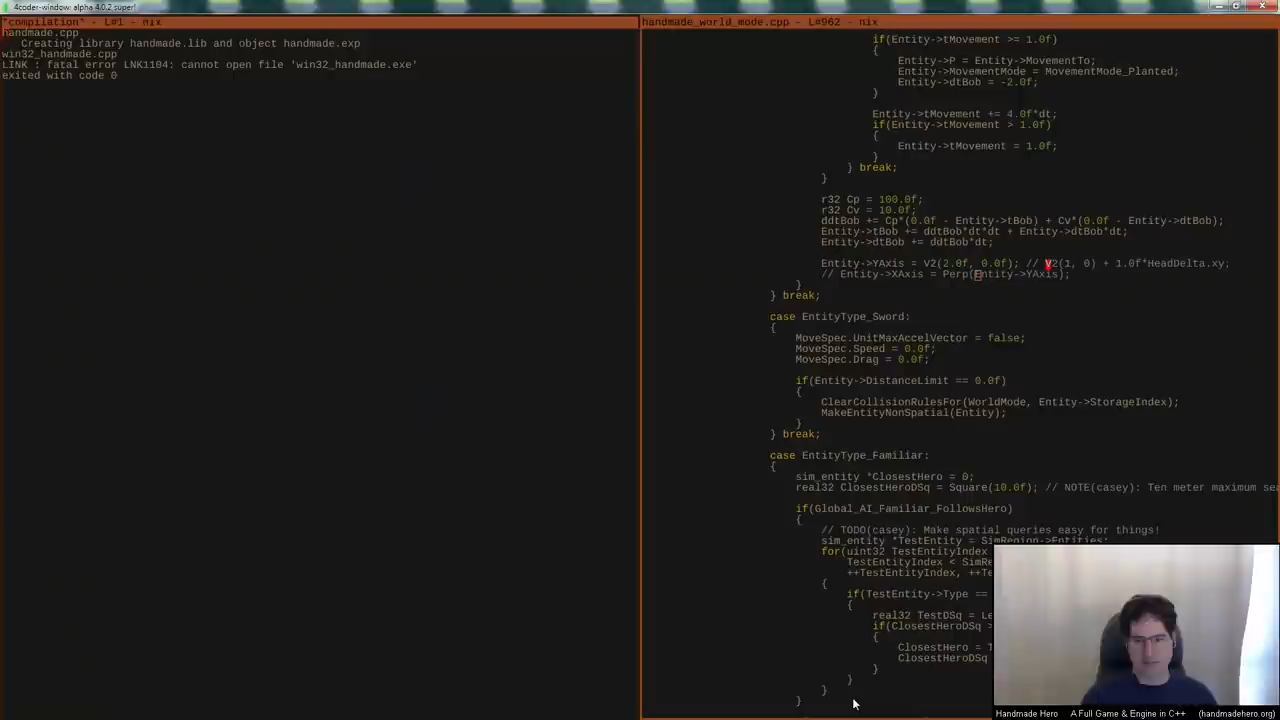 4coder-window: alpha 4.0.2 super!
*compilation* - L#1 - nix
handmade.cpp
Creating library handmade.lib and object handmade.exp
win32_handmade.cpp
LINK : fatal error LNK1104: cannot open file 'win32_handmade.exe'
exited with code 0
handmade_world_mode.cpp - L#962 - nix
if(Entity->tMovement >= 1.0f)
{
Entity->P = Entity->MovementTo;
Entity->MovementMode = MovementMode_Planted;
Entity->dtBob = -2.0f;
}
Entity->tMovement += 4.0f*dt;
if(Entity->tMovement > 1.0f)
{
Entity->tMovement = 1.0f;
}
} break;
}
r32 Cp = 100.0f;
r32 Cv = 10.0f;
ddtBob += Cp*(0.0f - Entity->tBob) + Cv*(0.0f - Entity->dtBob);
Entity->tBob += ddtBob*dt*dt + Entity->dtBob*dt;
Entity->dtBob += ddtBob*dt;
Entity->YAxis = V2(2.0f, 0.0f); // V2(1, 0) + 1.0f*HeadDelta.xy;
// Entity->XAxis = Perp(Entity->YAxis);
}
} break;
case EntityType_Sword:
{
MoveSpec.UnitMaxAccelVector = false;
MoveSpec.Speed = 0.0f;
MoveSpec.Drag = 0.0f;
if(Entity->DistanceLimit == 0.0f)
{
ClearCollisionRulesFor(WorldMode, Entity->StorageIndex);
MakeEntityNonSpatial(Entity);
}
} break;
case EntityType_Familiar:
{
sim_entity *ClosestHero = 0;
real32 ClosestHeroDSq = Square(10.0f); // NOTE(casey): Ten meter maximum se
if(Global_AI_Familiar_FollowsHero)
{
// TODO(casey): Make spatial queries easy for things!
sim_entity *TestEntity = SimRegion->Entities;
for(uint32 TestEntityIndex
TestEntityIndex < SimRe
++TestEntityIndex, ++Te
{
if(TestEntity->Type ==
{
real32 TestDSq = Le
if(ClosestHeroDSq >
{
ClosestHero = T
ClosestHeroDSq
}
}
}
}
Handmade Hero A Full Game & Engine in C++ (handmadehero.org)